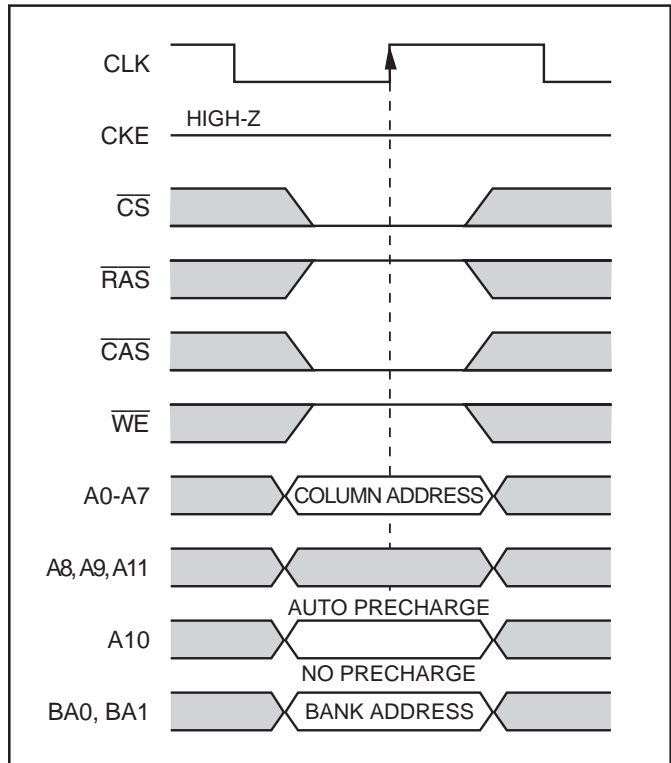 CLK
HIGH-Z
CKE
CS
RAS
CAS
WE
A0-A7 COLUMN ADDRESS
A8, A9, A11
AUTO PRECHARGE
A10
NO PRECHARGE
BA0, BA1 BANK ADDRESS